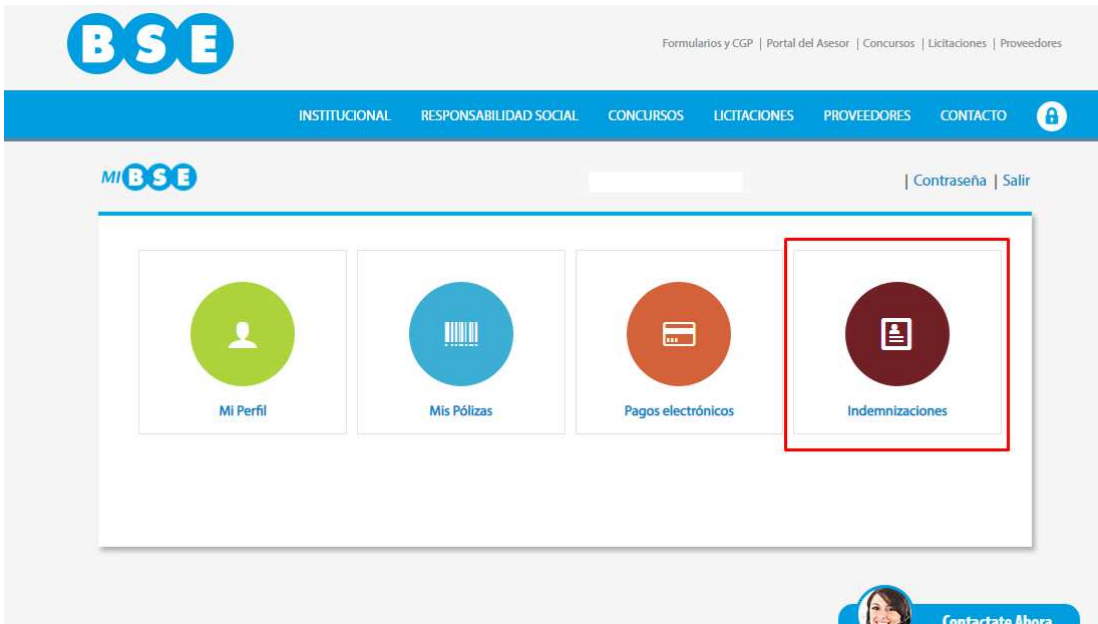 BSE
Formularios y CGP | Portal del Asesor | Concursos | Licitaciones | Proveedores
INSTITUCIONAL RESPONSABILIDAD SOCIAL CONCURSOS LICITACIONES PROVEEDORES CONTACTO
MI BSE
| Contraseña | Salir
Mi Perfil
Mis Pólizas
Pagos electrónicos
Indemnizaciones
Contactate Ahora